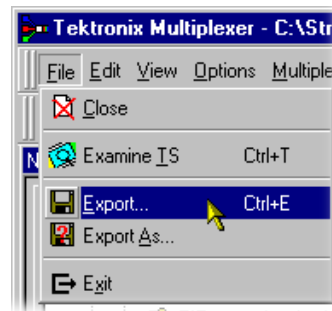 Tektronix Multiplexer - C:\Str
File Edit View Options Multiple
Close
N
Examine TS Ctrl+T
Export... Ctrl+E
Export As...
Exit